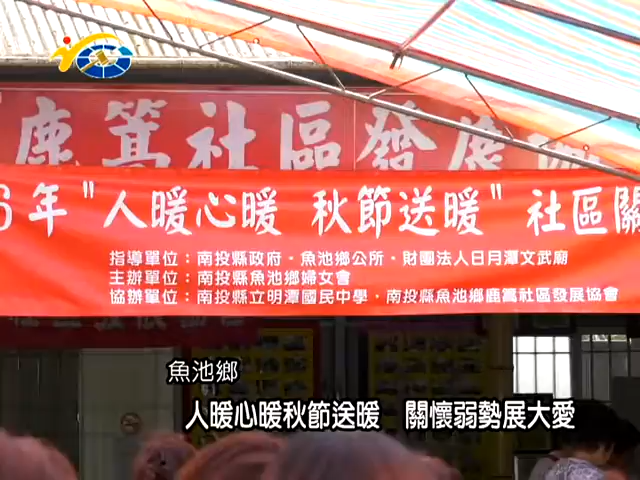 鹿篙社區發展
6年"人暖心暖 秋節送暖"社區關
指導單位：南投縣政府・魚池鄉公所・財團法人日月潭文武廟
主辦單位：南投縣魚池鄉婦女會
協辦單位：南投縣立明潭國民中學・南投縣魚池鄉鹿篙社區發展協會
魚池鄉
人暖心暖秋節送暖 關懷弱勢展大愛